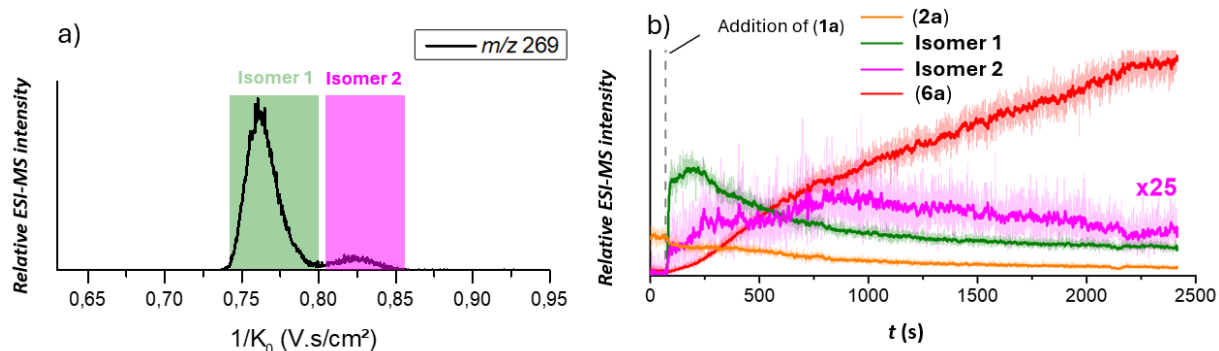 a)
m/z 269
Isomer 1
Isomer 2
Relative ESI-MS intensity
0,65 0,70 0,75 0,80 0,85 0,90 0,95
1/K0 (V.s/cm²)
b)
Addition of (1a)
(2a)
Isomer 1
Isomer 2
(6a)
x25
Relative ESI-MS intensity
0 500 1000 1500 2000 2500
t (s)